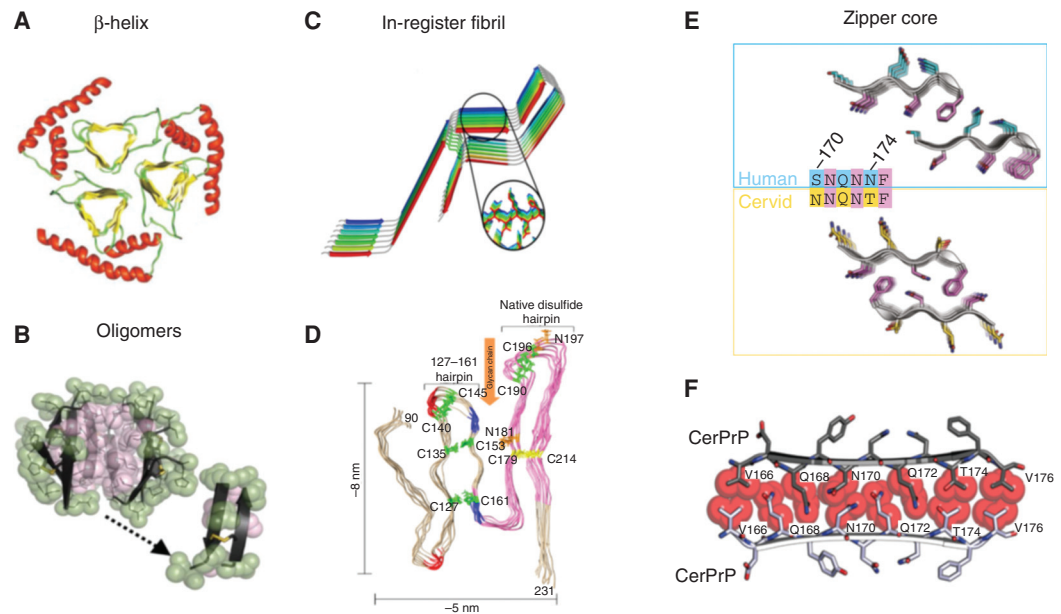 A
β-helix
B
Oligomers
C
In-register fibril
D
Native disulfide
hairpin
127–161
hairpin
Glycan chain
C196
N197
C190
C145
90
C140
C135
C153
N181
C179
C214
C127
C161
231
~8 nm
~5 nm
E
Zipper core
~170
~174
Human
SNQNNF
Cervid
NNQNTF
F
CerPrP
V166
Q168
N170
Q172
T174
V176
V166
Q168
N170
Q172
T174
V176
CerPrP